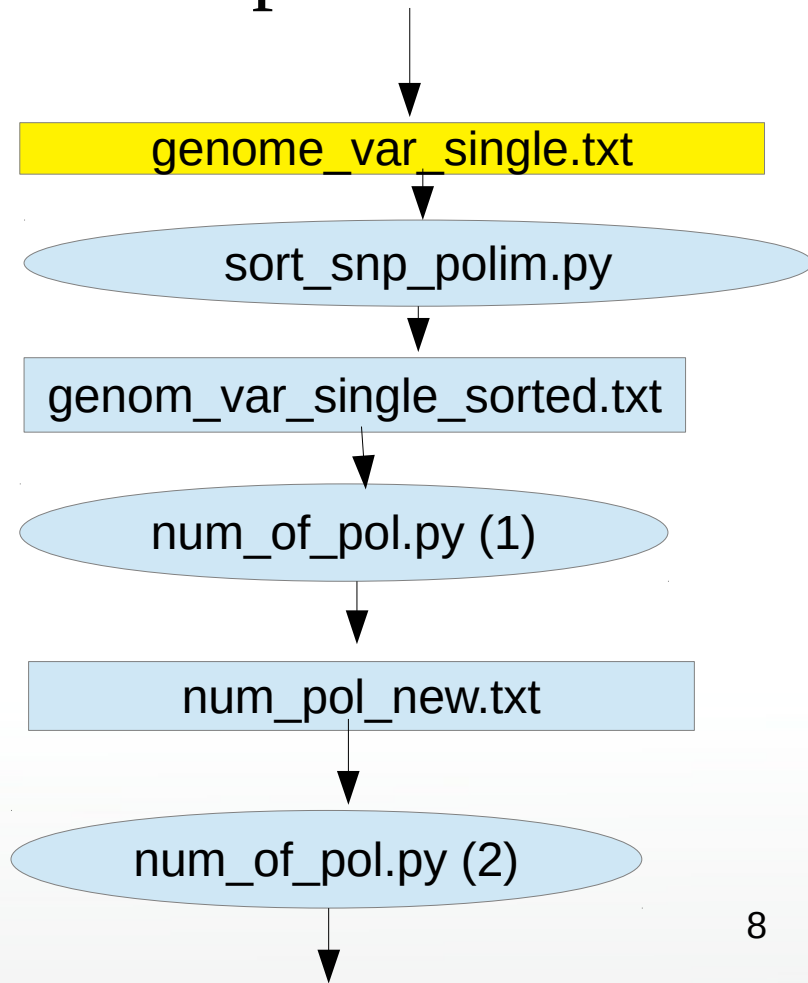 genome_var_single.txt
sort_snp_polim.py
genom_var_single_sorted.txt
num_of_pol.py (1)
num_pol_new.txt
num_of_pol.py (2)
8